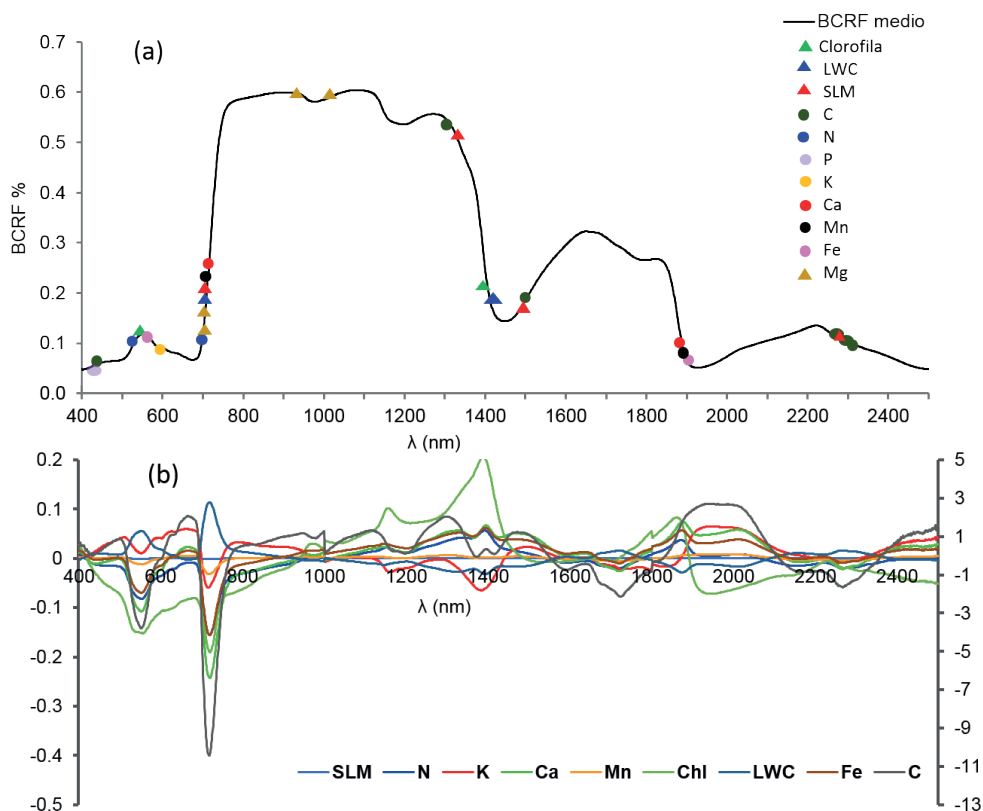 (a)
BCRF medio
Clorofila
LWC
SLM
C
N
P
K
Ca
Mn
Fe
Mg
BCRF %
0.7
0.6
0.5
0.4
0.3
0.2
0.1
0.0
400 600 800 1000 1200 1400 1600 1800 2000 2200 2400
λ (nm)
(b)
0.2
0.1
0
-0.1
-0.2
-0.3
-0.4
-0.5
5
3
1
-1
-3
-5
-7
-9
-11
-13
400 600 800 1000 1200 1400 1600 1800 2000 2200 2400
λ (nm)
SLM N K Ca Mn Chl LWC Fe C